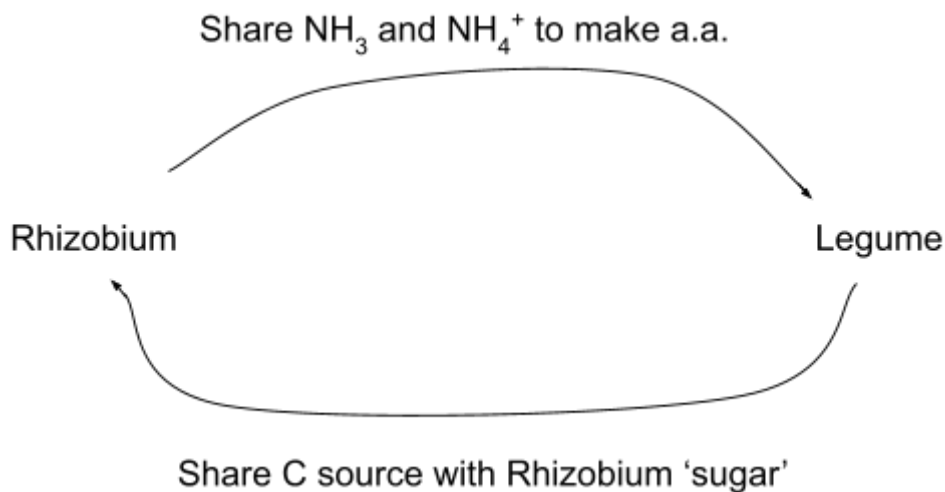 Share NH₃ and NH₄⁺ to make a.a.
Rhizobium
Legume
Share C source with Rhizobium ‘sugar’